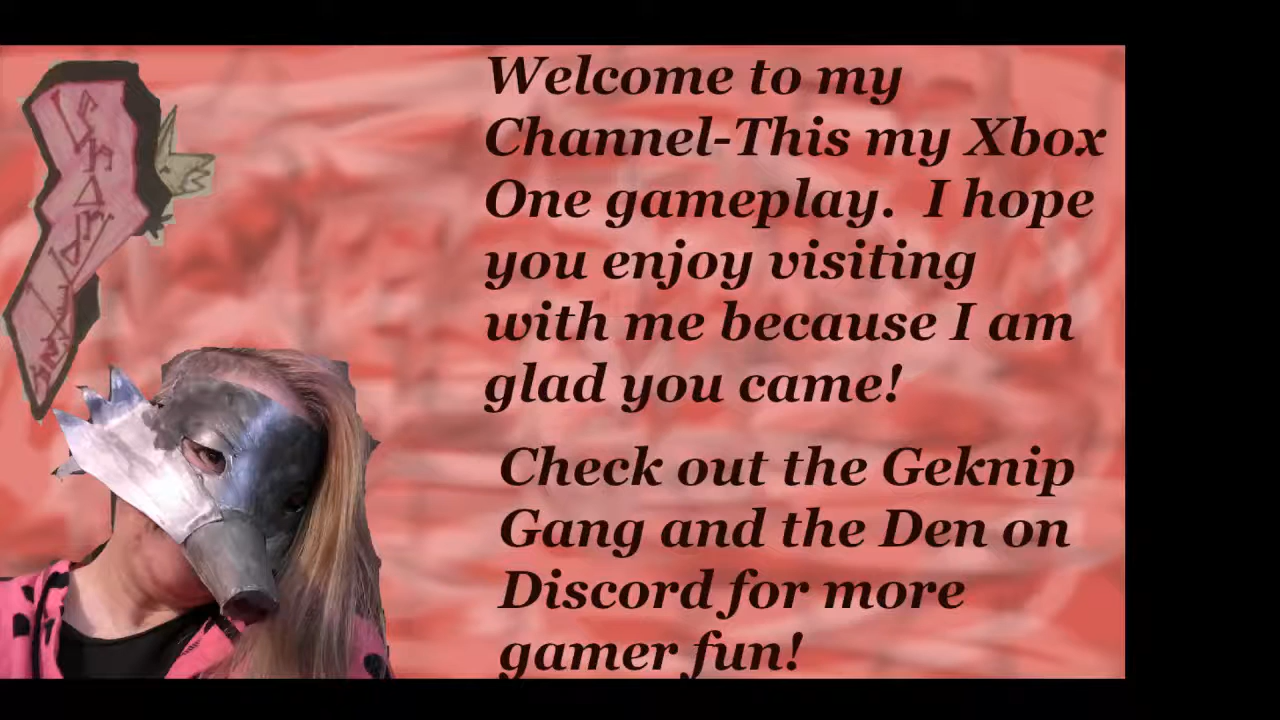 Welcome to my
Channel-This my Xbox
One gameplay.  I hope
you enjoy visiting
with me because I am
glad you came!
Check out the Geknip
Gang and the Den on
Discord for more
gamer fun!